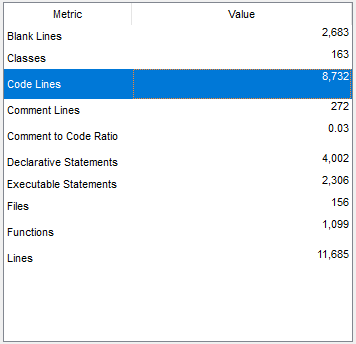 Metric Value
Blank Lines 2,683
Classes 163
Code Lines 8,732
Comment Lines 272
Comment to Code Ratio 0.03
Declarative Statements 4,002
Executable Statements 2,306
Files 156
Functions 1,099
Lines 11,685